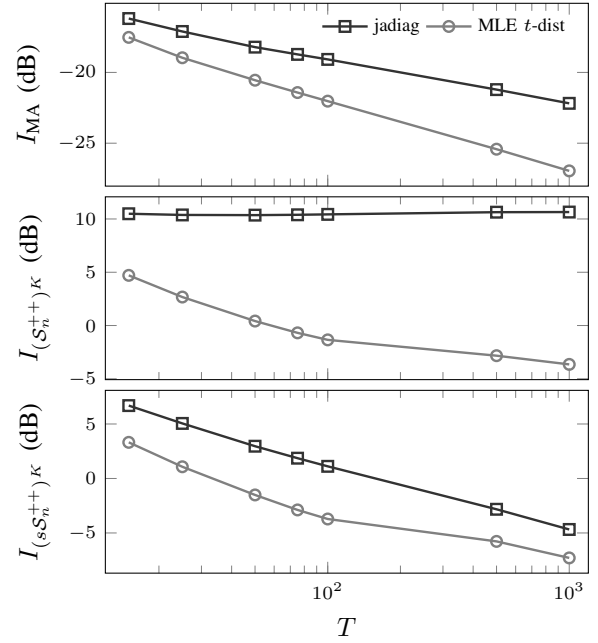 jadiag
MLE t-dist
−20
−25
I_MA (dB)
10
5
0
−5
I_(𝒮_n^++)^K (dB)
5
0
−5
I_(s𝒮_n^++)^K (dB)
10^2
10^3
T